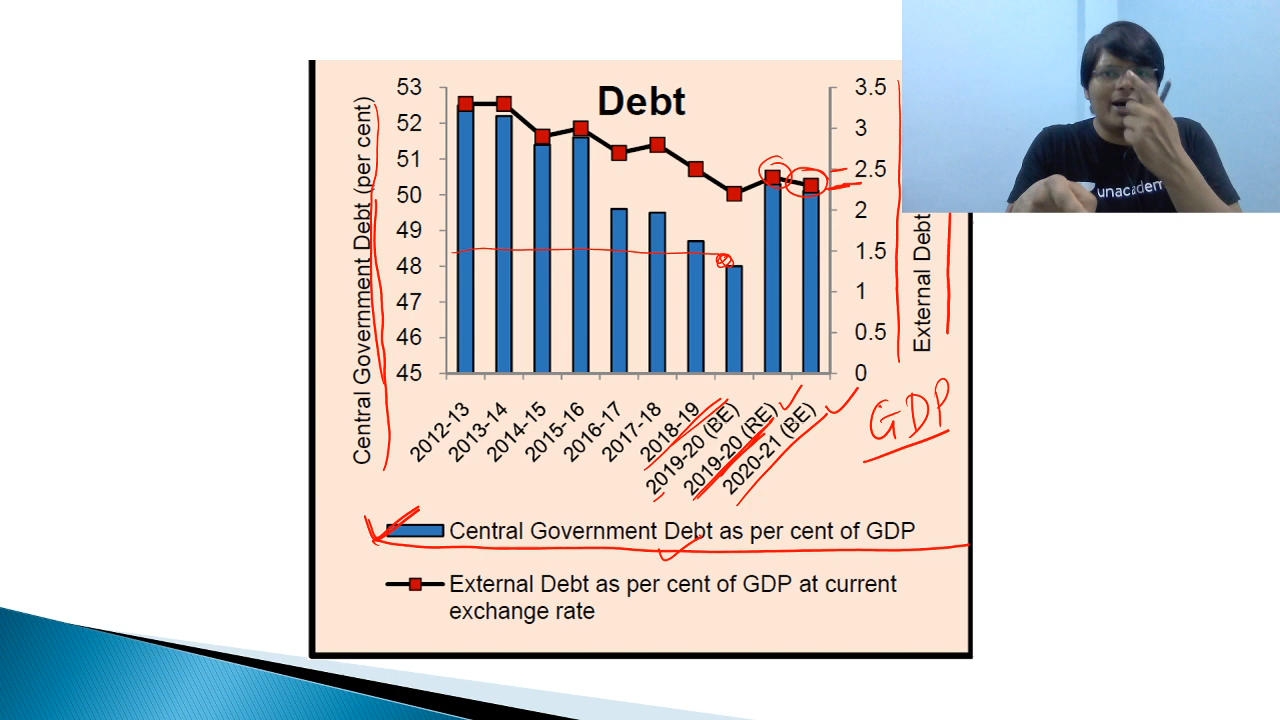 Debt
53
52
51
50
49
48
47
46
45
Central Government Debt (per cent)
3.5
3
2.5
2
1.5
1
0.5
0
External Debt
2012-13
2013-14
2014-15
2015-16
2016-17
2017-18
2018-19
2019-20 (BE)
2019-20 (RE)
2020-21 (BE)
GDP
Central Government Debt as per cent of GDP
External Debt as per cent of GDP at current
exchange rate